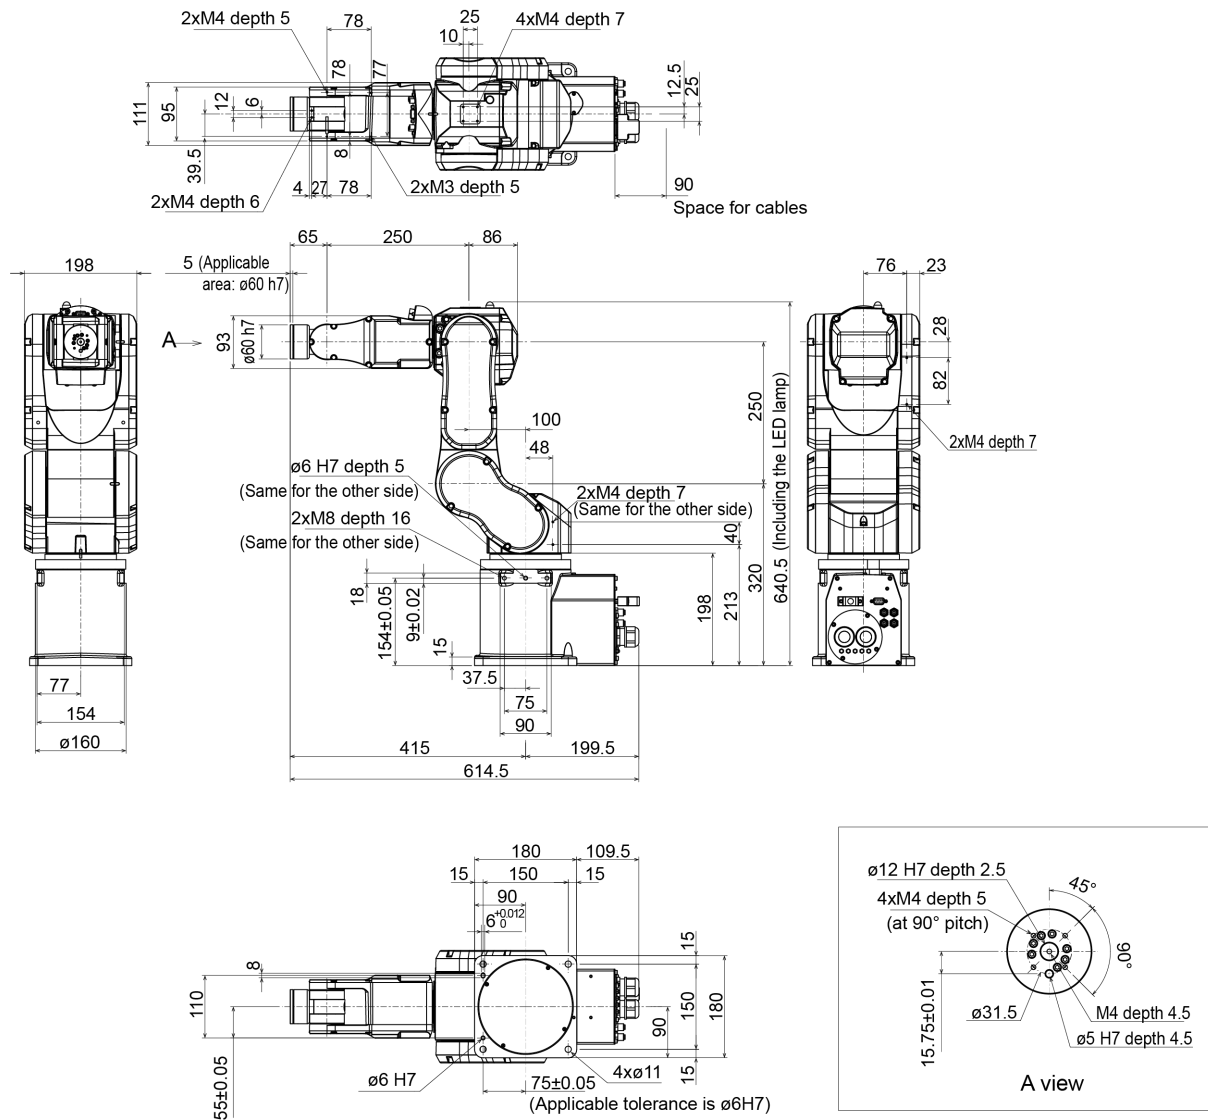 2xM4 depth 5
78
25
10
4xM4 depth 7
78
77
12.5
25
111
95
12
6
39.5
8
4
27
78
2xM3 depth 5
2xM4 depth 6
90
Space for cables
65
250
86
198
5 (Applicable
area: ø60 h7)
76
23
A
93
ø60 h7
28
82
250
640.5 (Including the LED lamp)
100
48
2xM4 depth 7
ø6 H7 depth 5
(Same for the other side)
2xM4 depth 7
(Same for the other side)
2xM8 depth 16
(Same for the other side)
40
320
18
154±0.05
9±0.02
198
213
15
37.5
75
90
77
154
ø160
415
199.5
614.5
180
109.5
15
150
15
90
6 +0.012 0
15
8
110
150
180
90
55±0.05
ø6 H7
4xø11
15
75±0.05
(Applicable tolerance is ø6H7)
ø12 H7 depth 2.5
45°
4xM4 depth 5
(at 90° pitch)
90°
15.75±0.01
ø31.5
M4 depth 4.5
ø5 H7 depth 4.5
A view